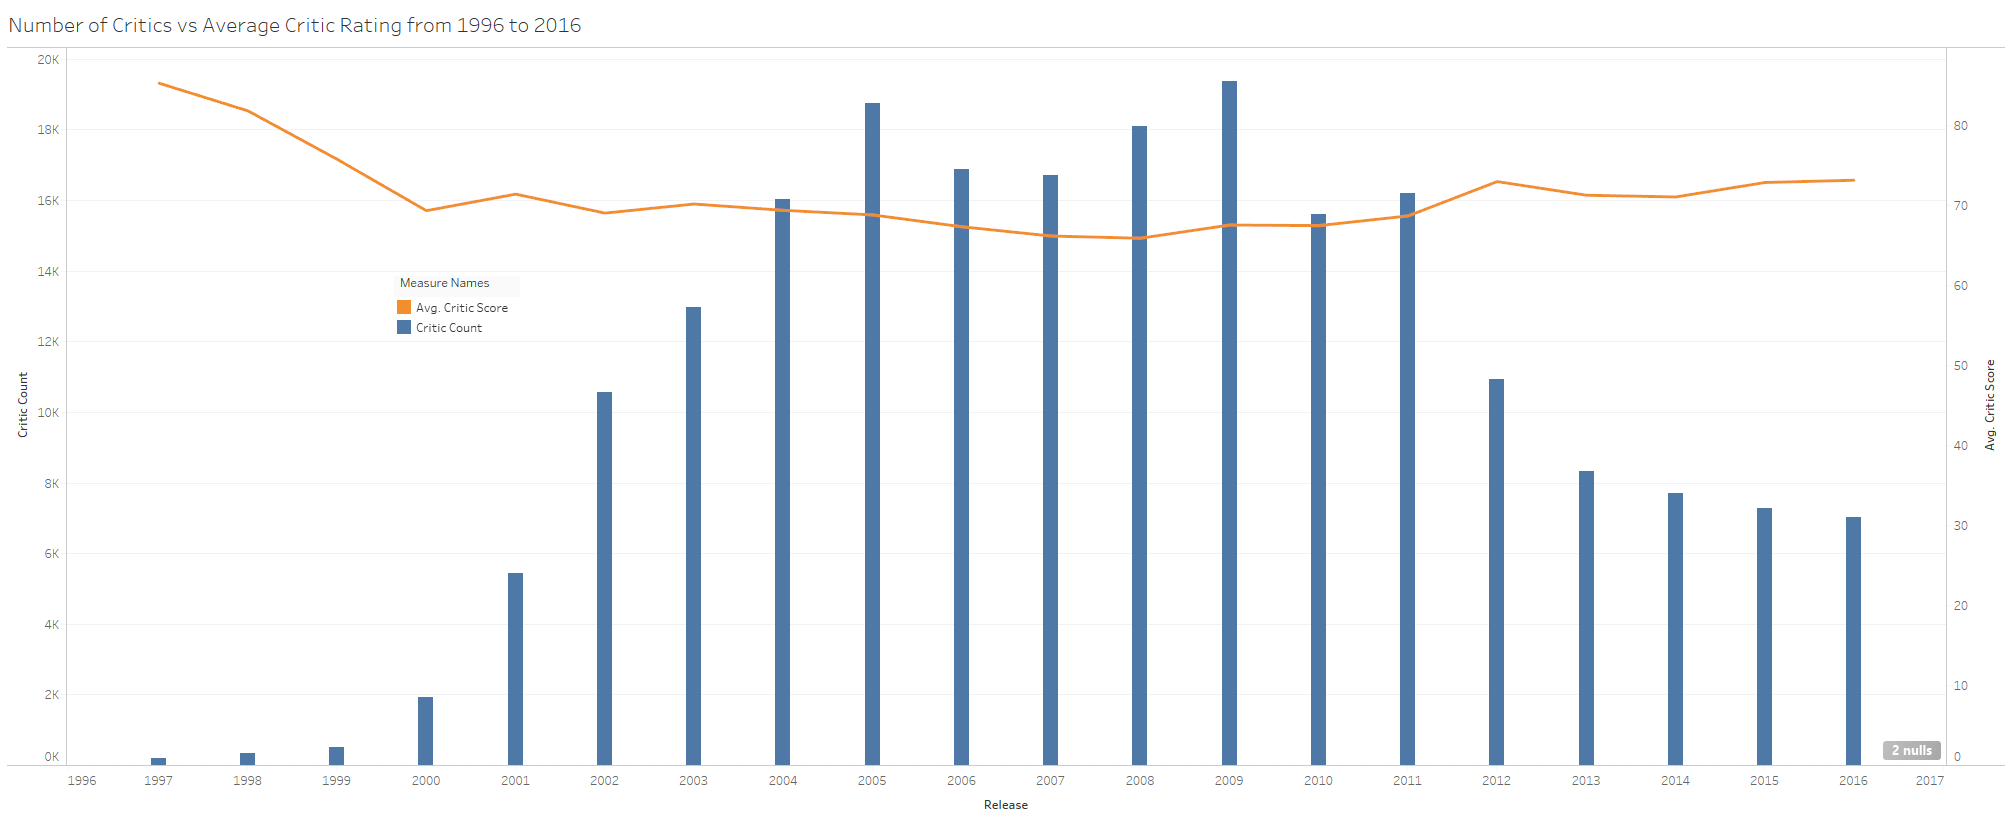 Number of Critics vs Average Critic Rating from 1996 to 2016
20K
18K
16K
14K
12K
10K
8K
6K
4K
2K
0K
Critic Count
Measure Names
Avg. Critic Score
Critic Count
80
70
60
50
40
30
20
10
0
Avg. Critic Score
2 nulls
1996 1997 1998 1999 2000 2001 2002 2003 2004 2005 2006 2007 2008 2009 2010 2011 2012 2013 2014 2015 2016 2017
Release